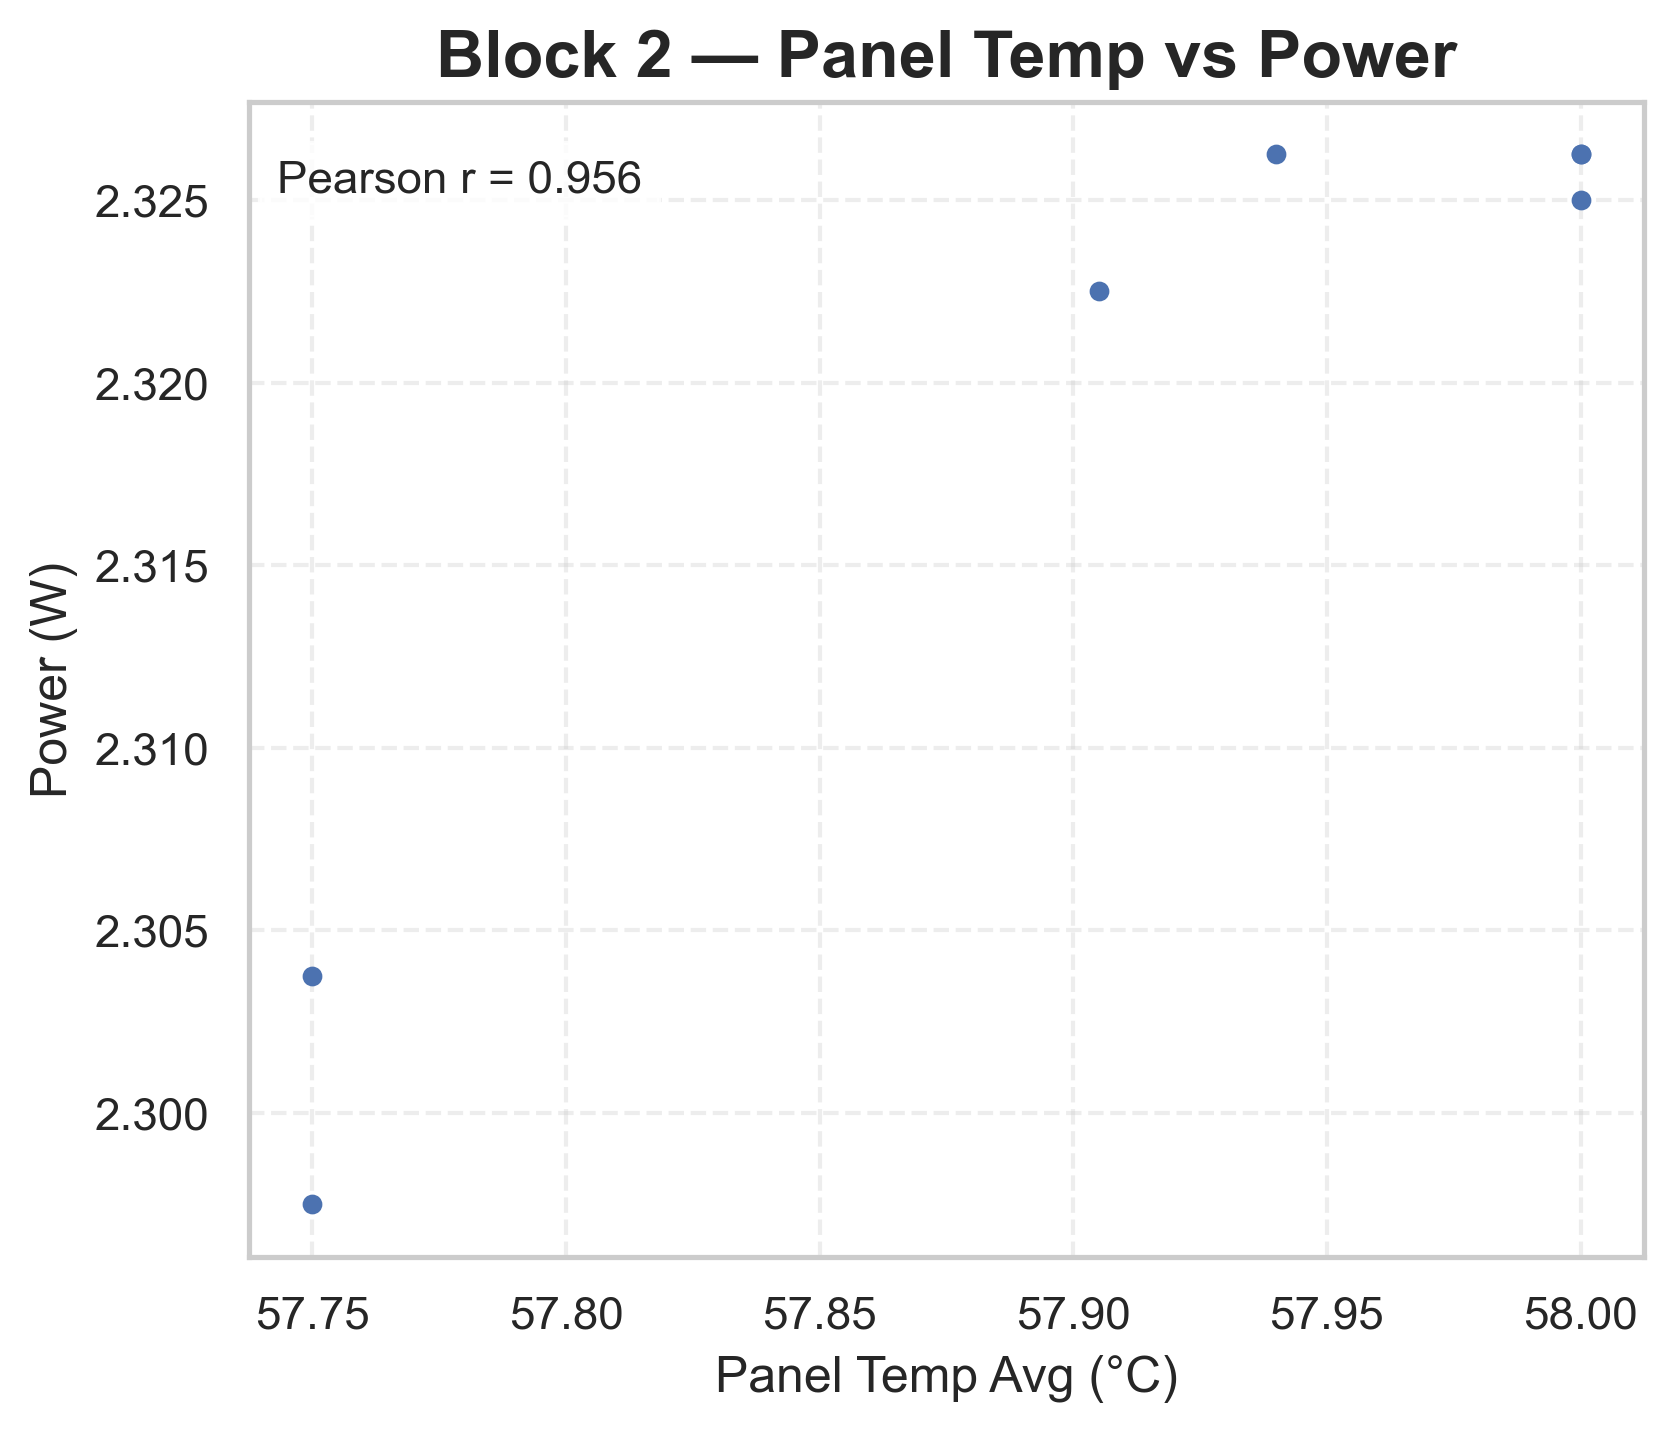 Block 2 — Panel Temp vs Power
Pearson r = 0.956
2.325
2.320
2.315
2.310
2.305
2.300
Power (W)
57.75 57.80 57.85 57.90 57.95 58.00
Panel Temp Avg (°C)